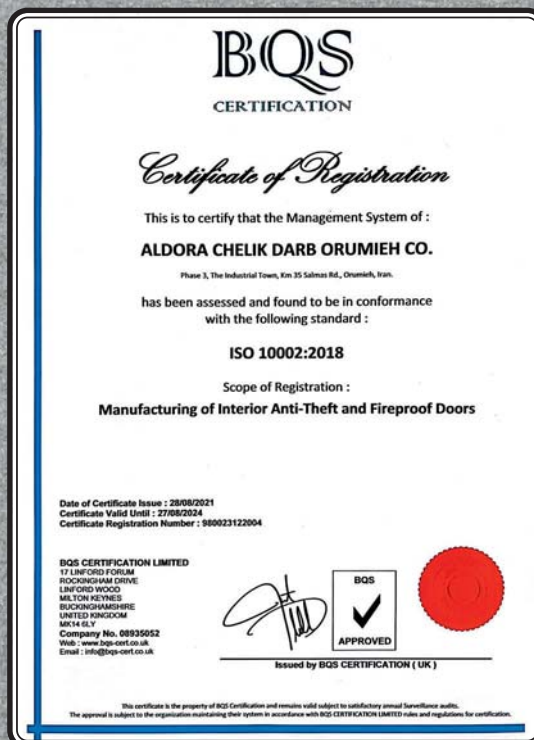 BQS
CERTIFICATION
Certificate of Registration
This is to certify that the Management System of :
ALDORA CHELIK DARB ORUMIEH CO.
Phase 3, The Industrial Town, Km 35 Salmas Rd., Orumieh, Iran.
has been assessed and found to be in conformance
with the following standard :
ISO 10002:2018
Scope of Registration :
Manufacturing of Interior Anti-Theft and Fireproof Doors
Date of Certificate Issue : 28/08/2021
Certificate Valid Until : 27/08/2024
Certificate Registration Number : 980023122004
BQS CERTIFICATION LIMITED
17 LINFORD FORUM
ROCKINGHAM DRIVE
LINFORD WOOD
MILTON KEYNES
BUCKINGHAMSHIRE
UNITED KINGDOM
MK14 6LY
Company No. 08935052
Web : www.bqs-cert.co.uk
Email : info@bqs-cert.co.uk
BQS
APPROVED
Issued by BQS CERTIFICATION ( UK )
This certificate is the property of BQS Certification and remains valid subject to satisfactory annual Surveillance audits.
The approval is subject to the organization maintaining their system in accordance with BQS CERTIFICATION LIMITED rules and regulations for certification.